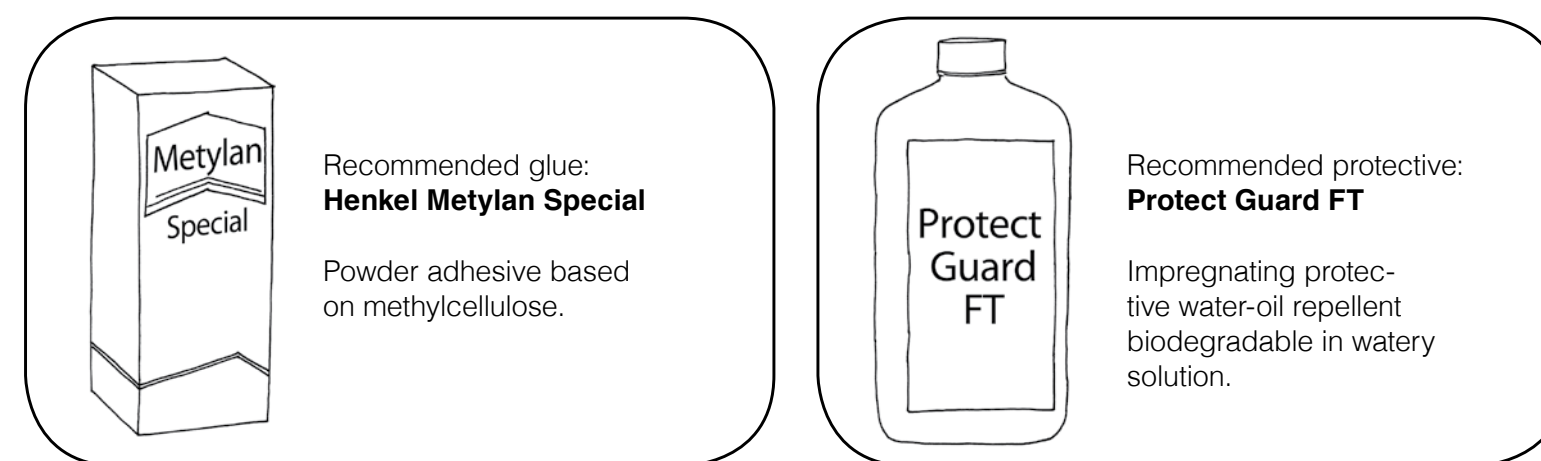 Metylan
Special
Recommended glue:
Henkel Metylan Special
Powder adhesive based
on methylcellulose.
Protect
Guard
FT
Recommended protective:
Protect Guard FT
Impregnating protec-
tive water-oil repellent
biodegradable in watery
solution.